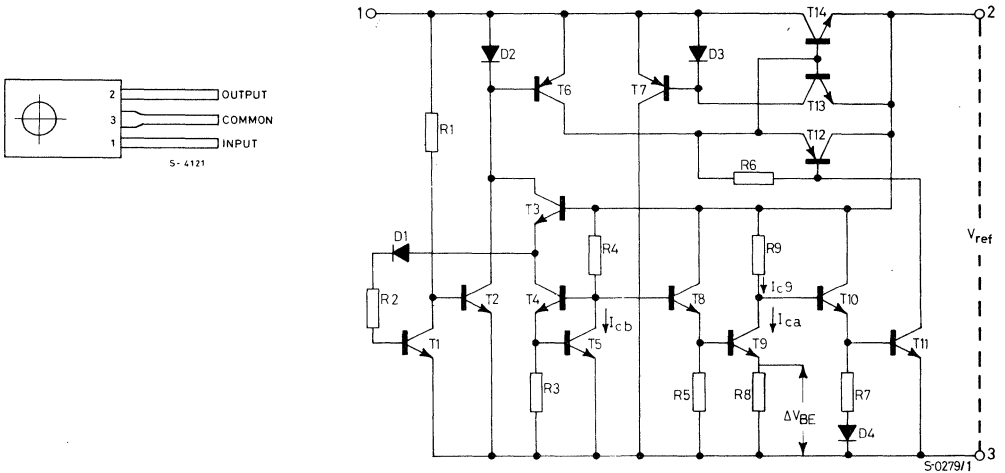 2 OUTPUT
3 COMMON
1 INPUT
S-4121
1
2
T14
D2
D3
T6
T7
T13
R1
T12
R6
T3
D1
R4
R9
Vref
R2
Ic9
T2
T4
T8
T10
Icb
Ica
T1
T5
T9
T11
R3
R5
R8
ΔVBE
R7
D4
3
S-0279/1